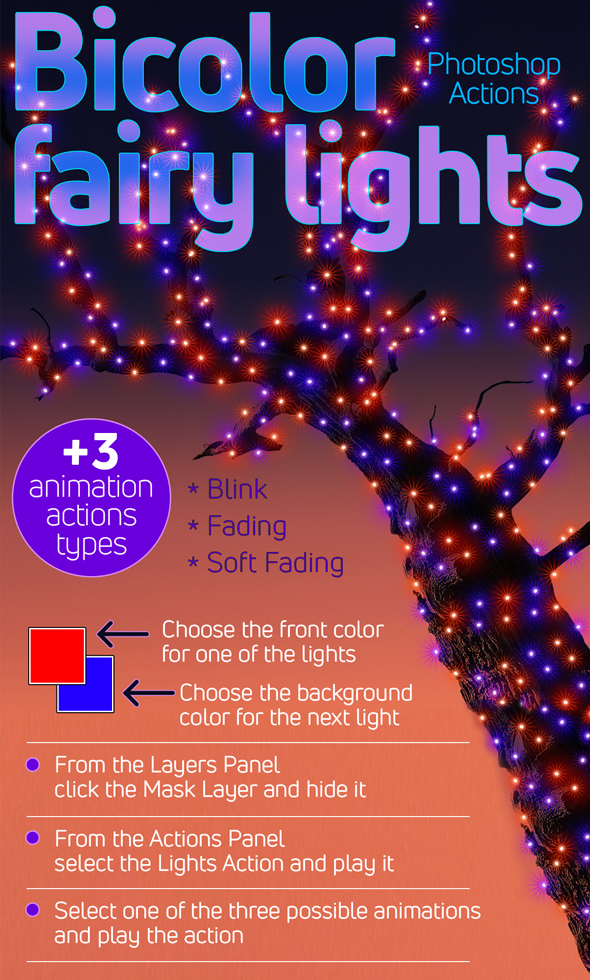 Bicolor
fairy lights
Photoshop
Actions
+3
animation
actions
types
* Blink
* Fading
* Soft Fading
Choose the front color
for one of the lights
Choose the background
color for the next light
From the Layers Panel
click the Mask Layer and hide it
From the Actions Panel
select the Lights Action and play it
Select one of the three possible animations
and play the action